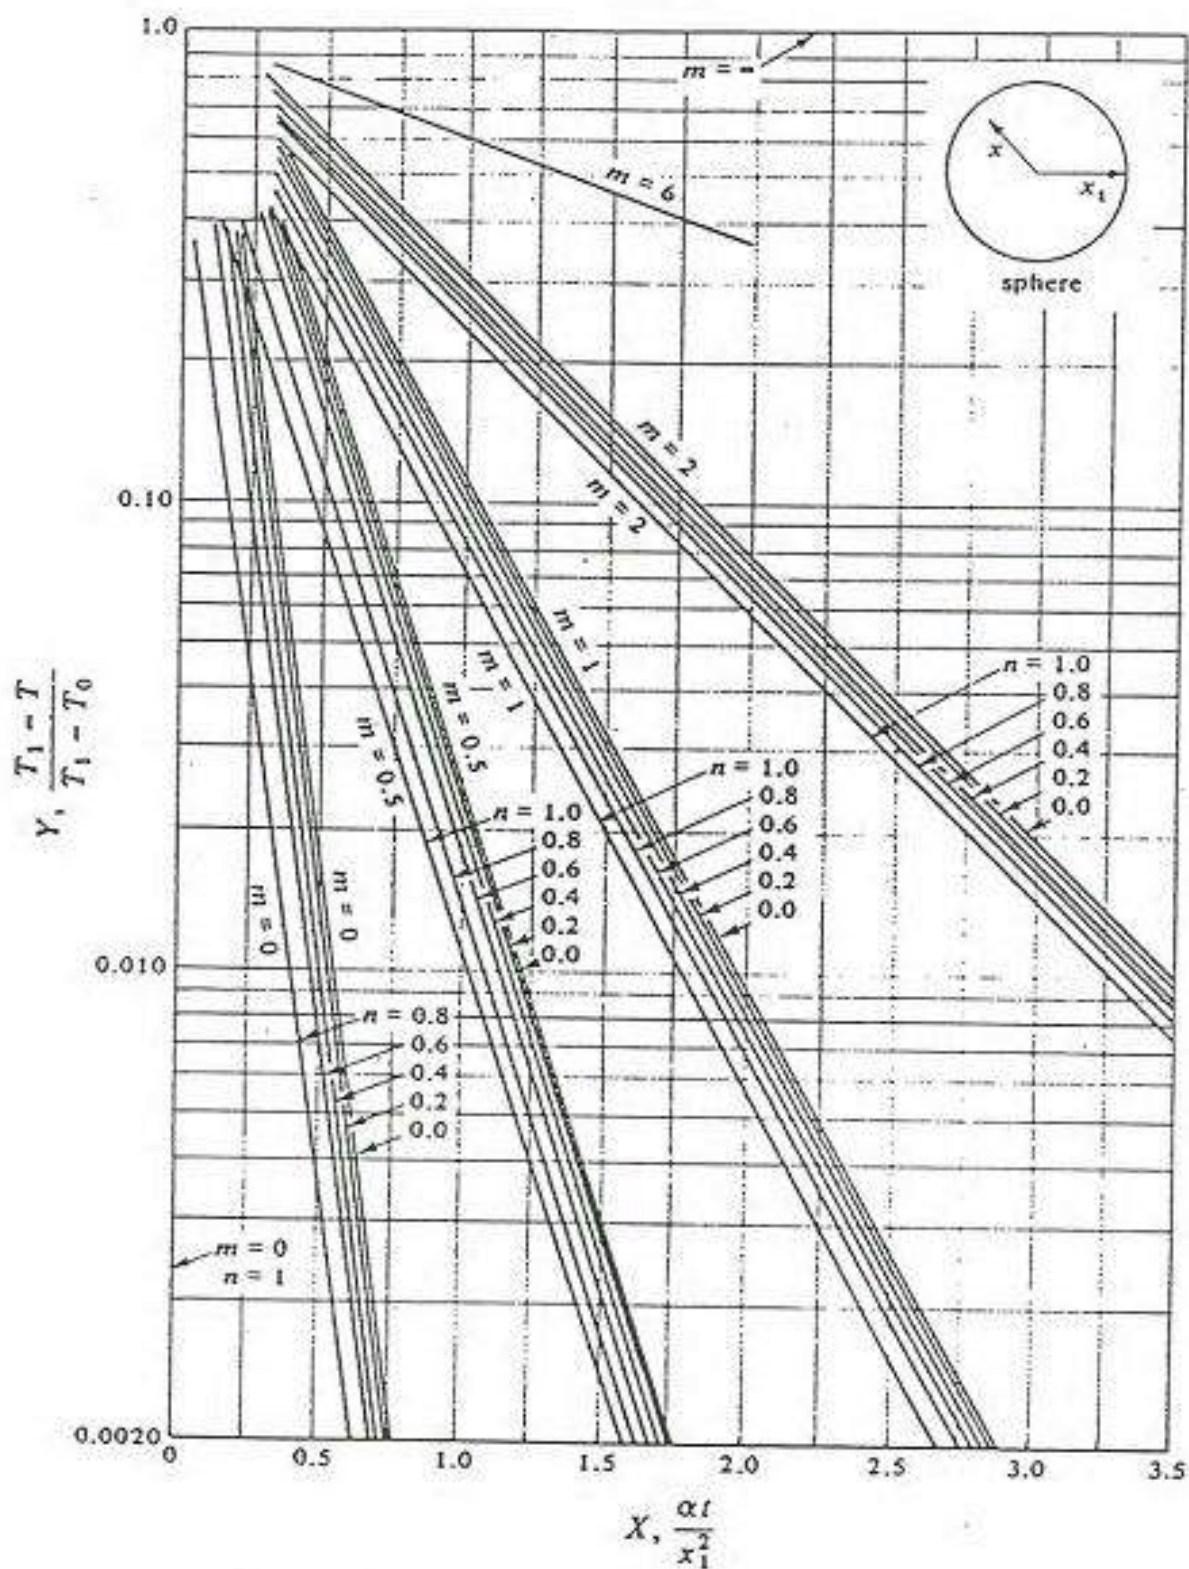 1.0
m = ∞
m = 6
x
x₁
sphere
m = 2
m = 2
0.10
m = 1
m = 1
m = 0.5
m = 0.5
n = 1.0
0.8
0.6
0.4
0.2
0.0
n = 1.0
0.8
0.6
0.4
0.2
0.0
n = 1.0
0.8
0.6
0.4
0.2
0.0
Y, (T₁ − T)/(T₁ − T₀)
m = 0
m = 0
0.010
n = 0.8
0.6
0.4
0.2
0.0
m = 0
n = 1
0.0020
0 0.5 1.0 1.5 2.0 2.5 3.0 3.5
X, αt/x₁²